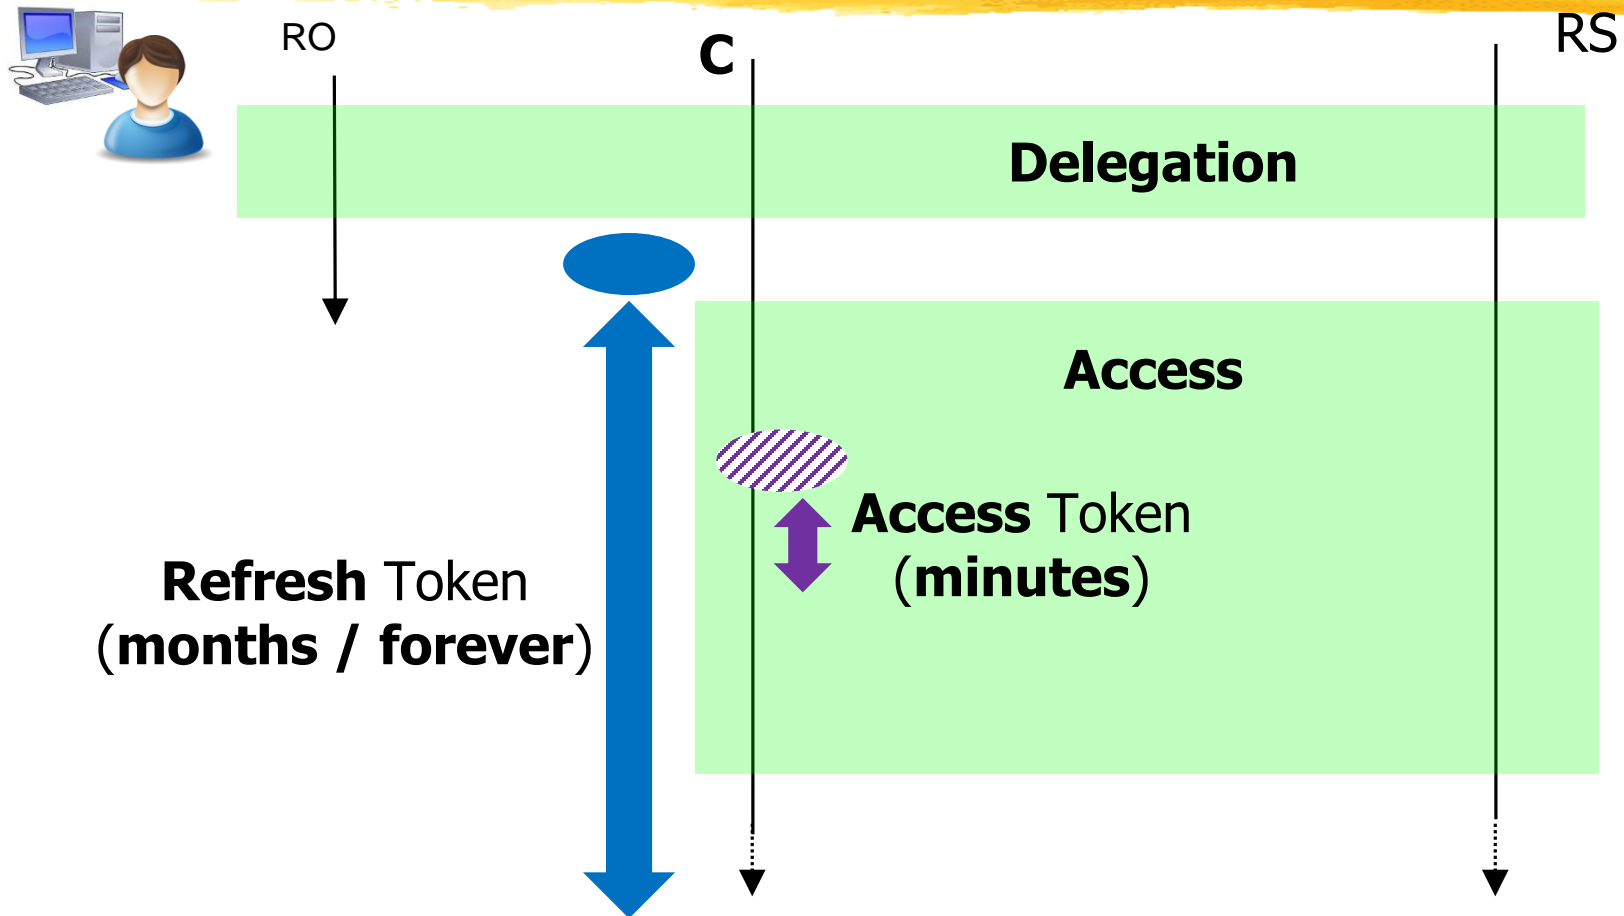 RO
C
RS
Delegation
Access
Access Token
(minutes)
Refresh Token
(months / forever)